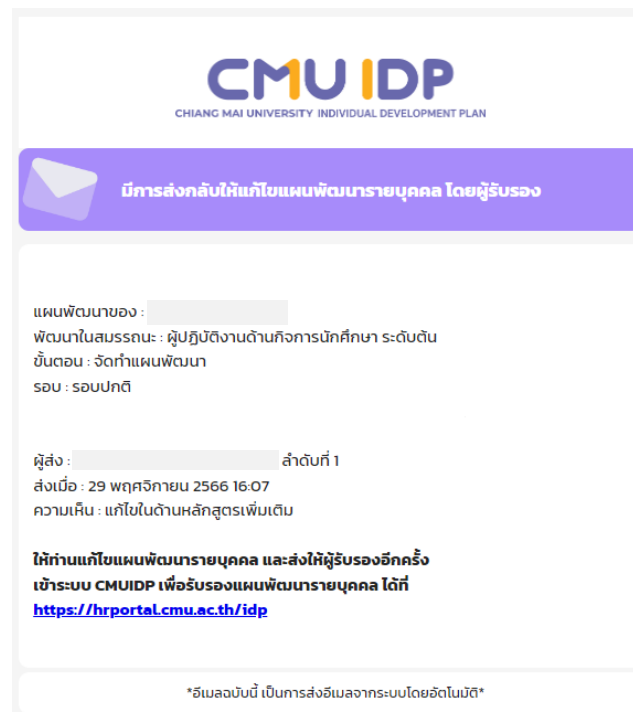 CMU IDP
CHIANG MAI UNIVERSITY INDIVIDUAL DEVELOPMENT PLAN
มีการส่งกลับให้แก้ไขแผนพัฒนารายบุคคล โดยผู้รับรอง
แผนพัฒนาของ :
พัฒนาในสมรรถนะ : ผู้ปฏิบัติงานด้านกิจการนักศึกษา ระดับต้น
ขั้นตอน : จัดทำแผนพัฒนา
รอบ : รอบปกติ
ผู้ส่ง : ลำดับที่ 1
ส่งเมื่อ : 29 พฤศจิกายน 2566 16:07
ความเห็น : แก้ไขในด้านหลักสูตรเพิ่มเติม
ให้ท่านแก้ไขแผนพัฒนารายบุคคล และส่งให้ผู้รับรองอีกครั้ง
เข้าระบบ CMUIDP เพื่อรับรองแผนพัฒนารายบุคคล ได้ที่
https://hrportal.cmu.ac.th/idp
*อีเมลฉบับนี้ เป็นการส่งอีเมลจากระบบโดยอัตโนมัติ*